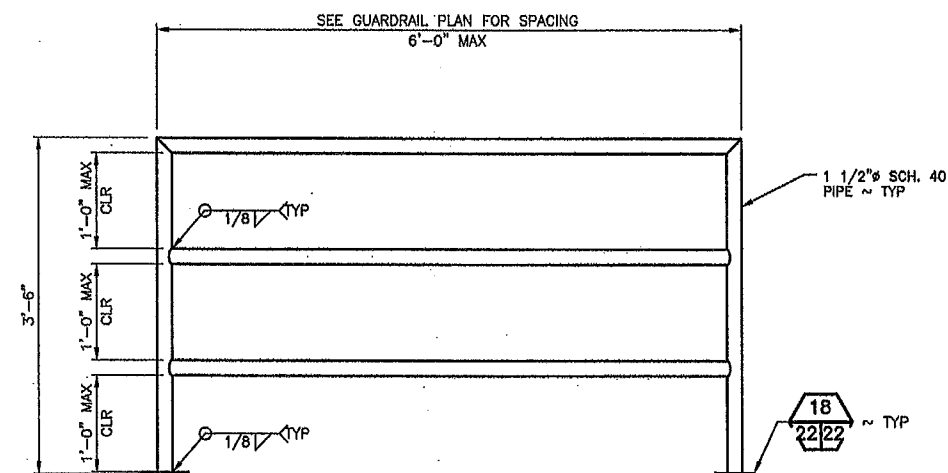 SEE GUARDRAIL PLAN FOR SPACING
6'-0" MAX
1'-0" MAX
CLR
1 1/2"ø SCH. 40
PIPE ~ TYP
1/8 TYP
3'-6"
1'-0" MAX
CLR
1'-0" MAX
CLR
1/8 TYP
18
22 22
~ TYP